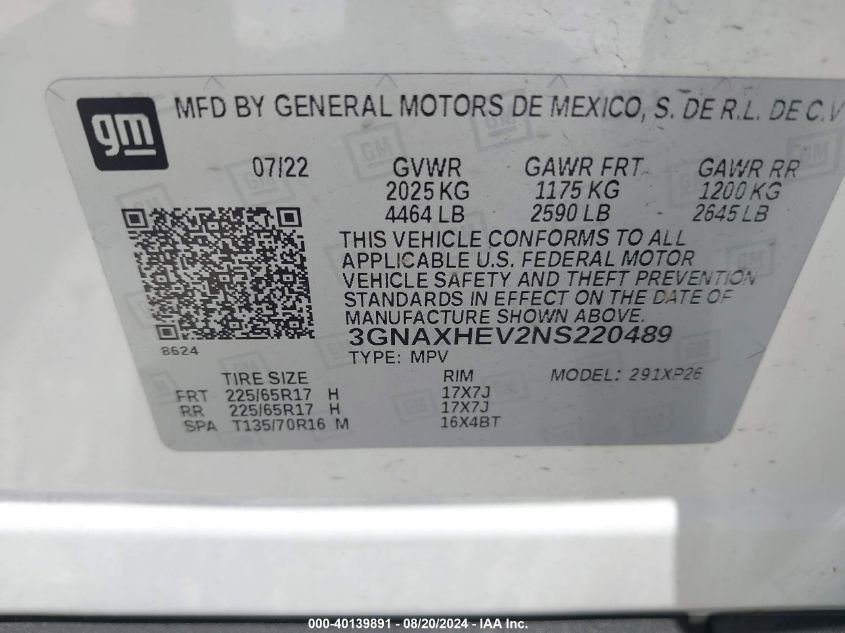 gm
MFD BY GENERAL MOTORS DE MEXICO, S. DE R.L. DE C.V
07/22 GVWR GAWR FRT GAWR RR
2025 KG 1175 KG 1200 KG
4464 LB 2590 LB 2645 LB
THIS VEHICLE CONFORMS TO ALL
APPLICABLE U.S. FEDERAL MOTOR
VEHICLE SAFETY AND THEFT PREVENTION
STANDARDS IN EFFECT ON THE DATE OF
MANUFACTURE SHOWN ABOVE.
3GNAXHEV2NS220489
8624
TYPE: MPV
TIRE SIZE RIM MODEL: 291XP26
FRT 225/65R17 H 17X7J
RR 225/65R17 H 17X7J
SPA T135/70R16 M 16X4BT
000-40139891 - 08/20/2024 - IAA Inc.